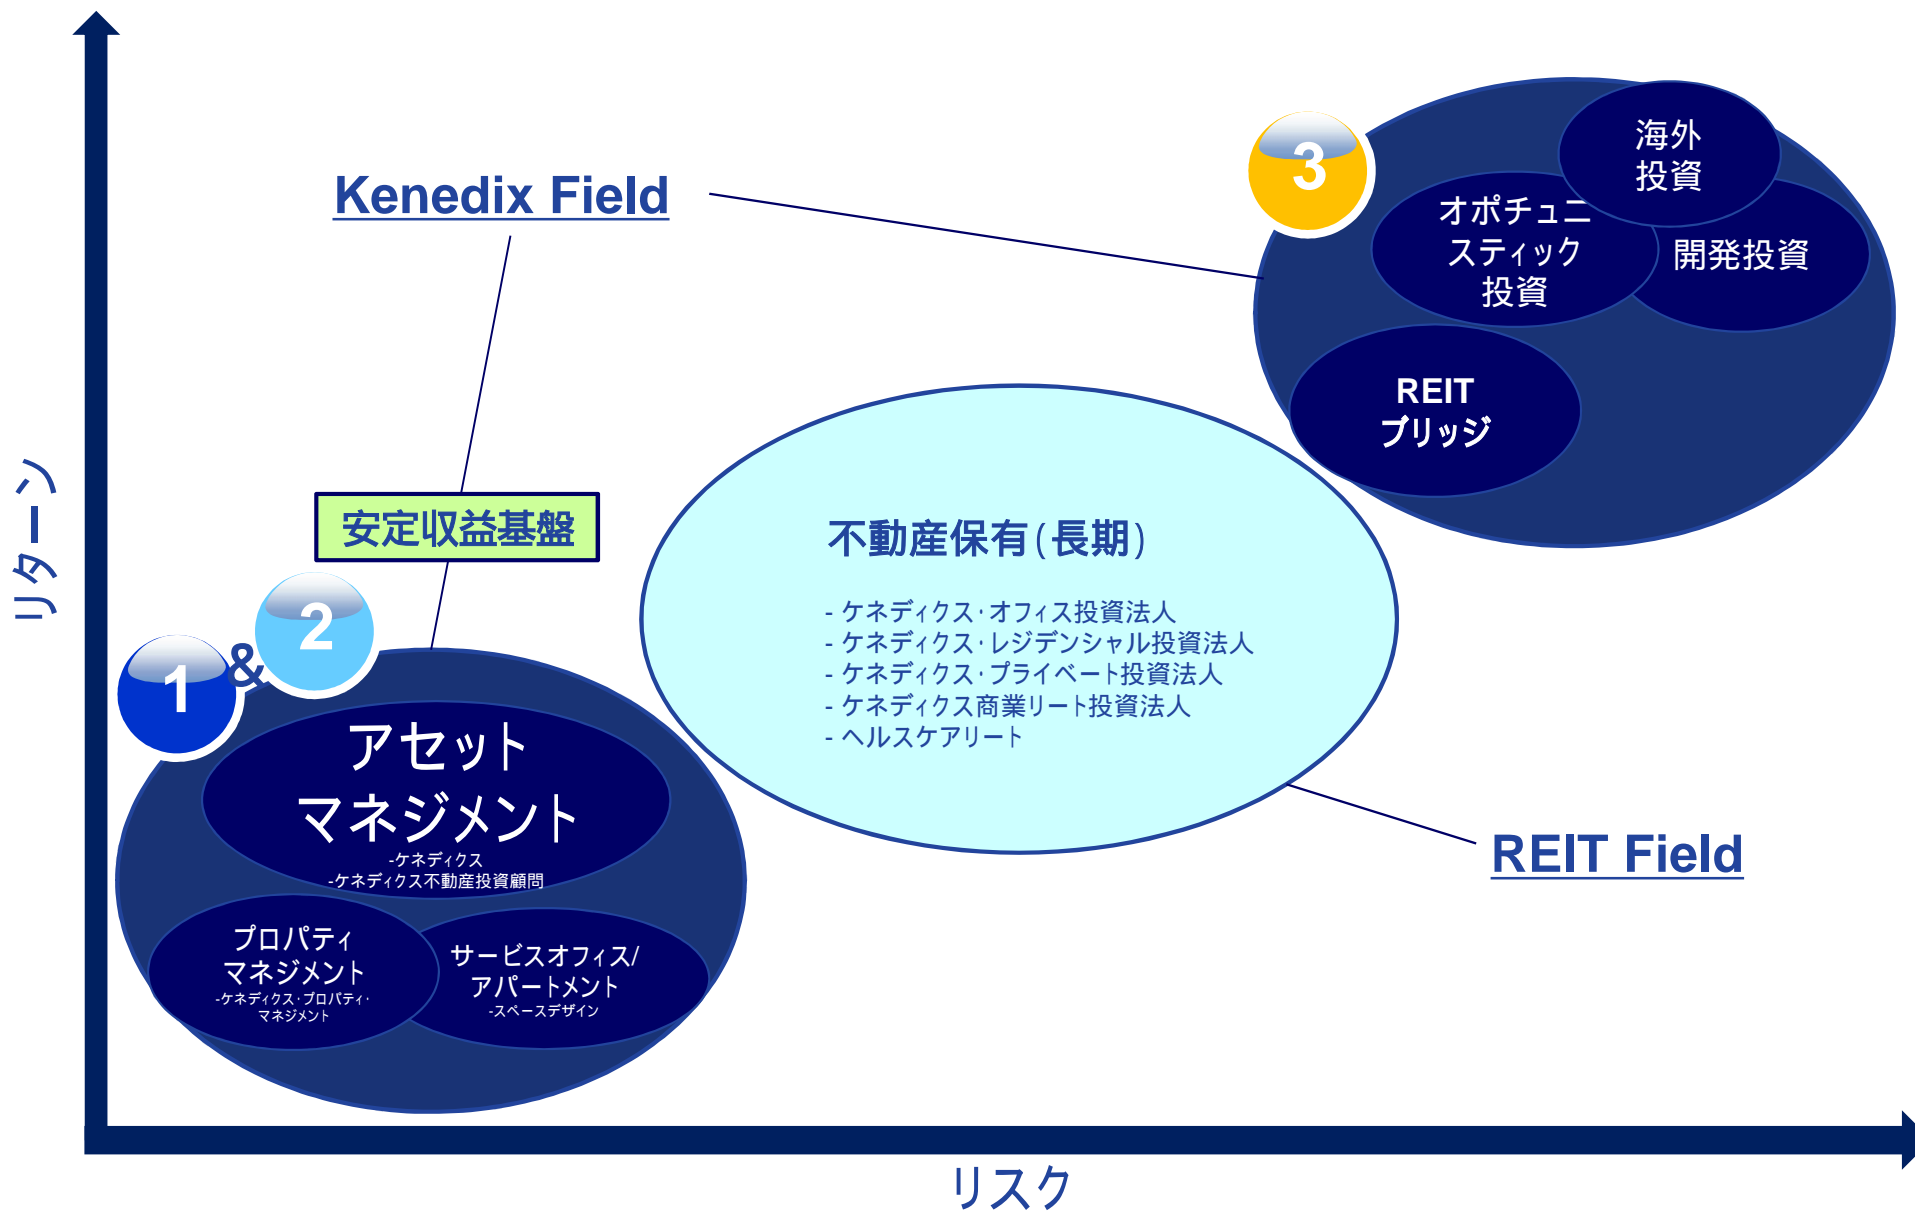 Kenedix Field
3
海外
投資
オポチュニ
スティック
投資
開発投資
REIT
ブリッジ
リターン
安定収益基盤
1
&
2
アセット
マネジメント
-ケネディクス
-ケネディクス不動産投資顧問
プロパティ
マネジメント
-ケネディクス・プロパティ・
マネジメント
サービスオフィス/
アパートメント
-スペースデザイン
不動産保有(長期)
- ケネディクス・オフィス投資法人
- ケネディクス・レジデンシャル投資法人
- ケネディクス・プライベート投資法人
- ケネディクス商業リート投資法人
- ヘルスケアリート
REIT Field
リスク